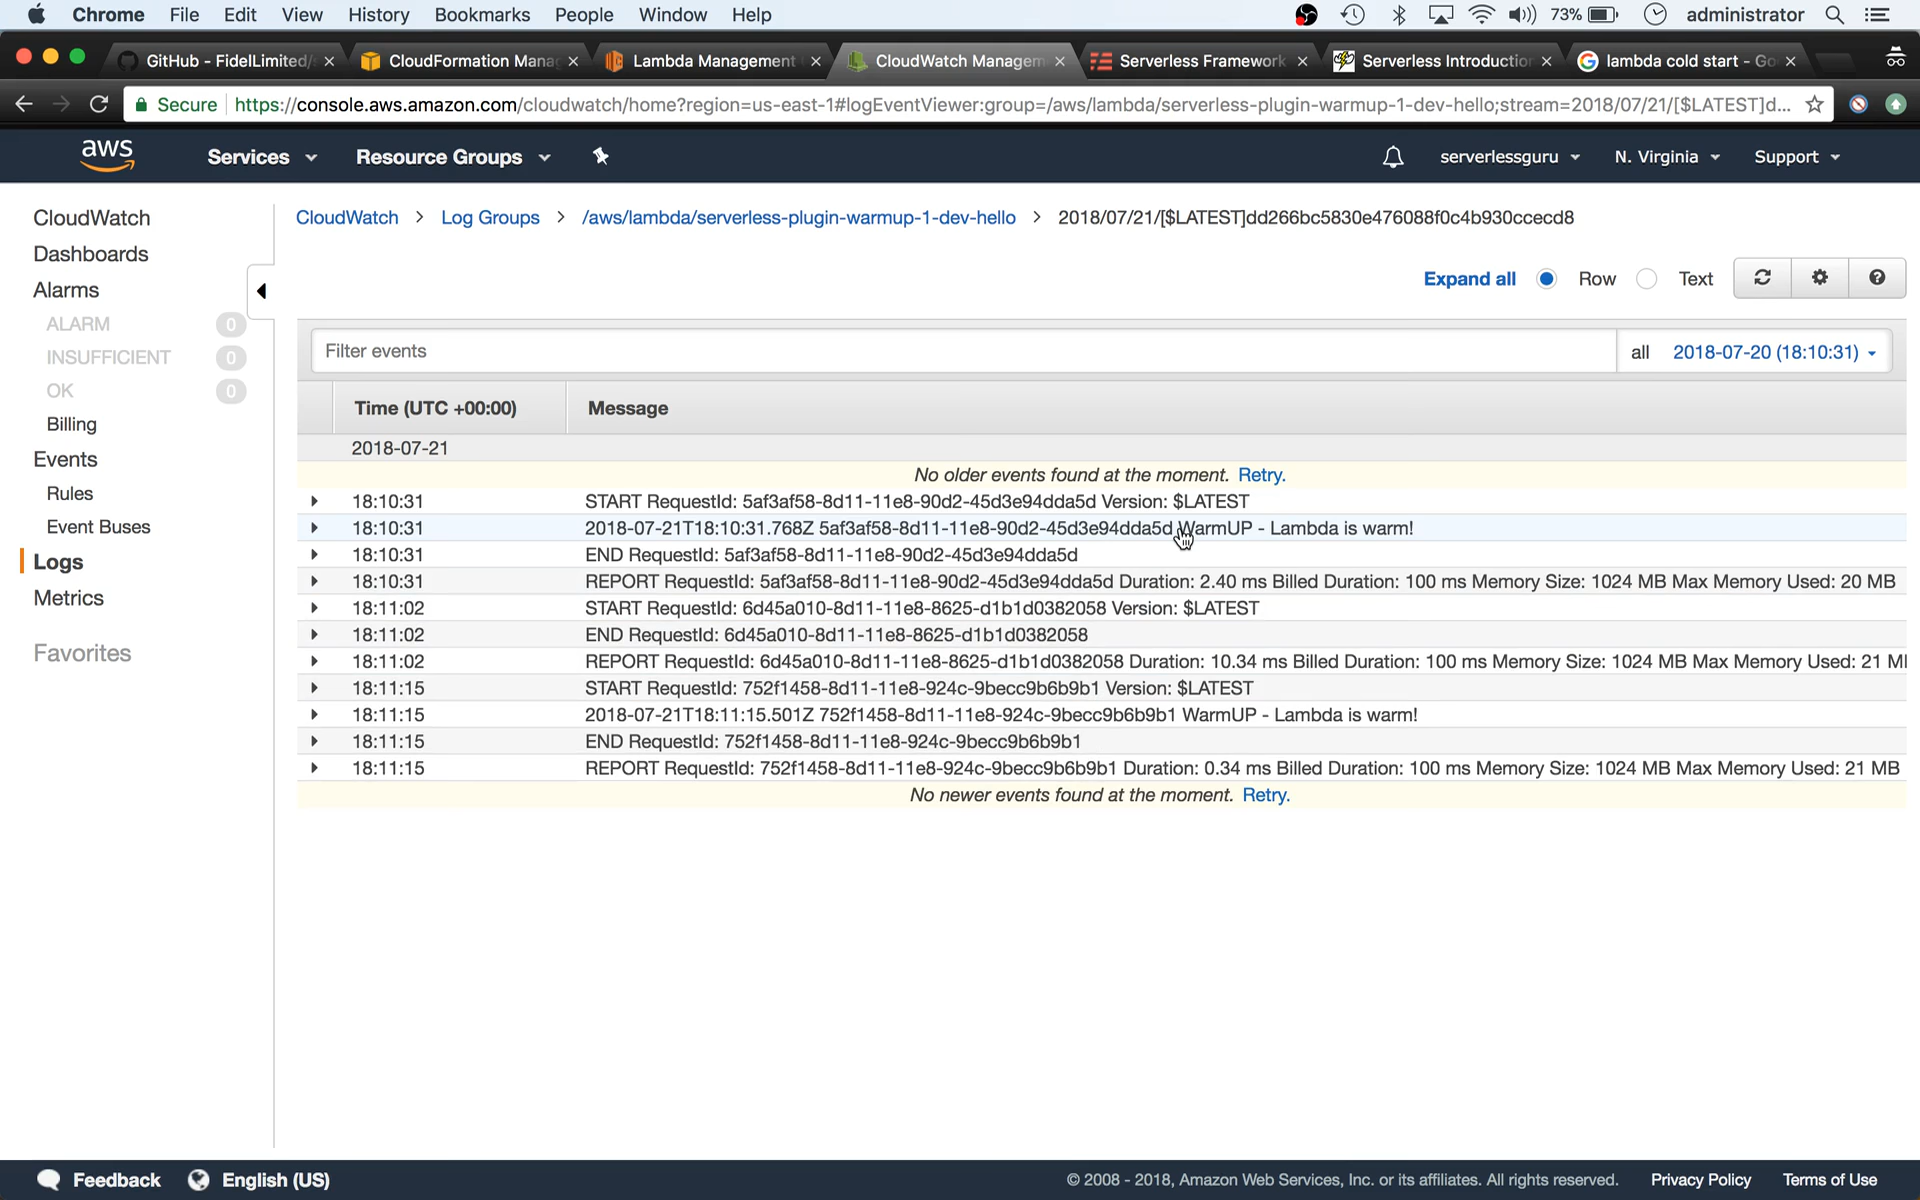 Chrome File Edit View History Bookmarks People Window Help 73% administrator
GitHub - FidelLimited/ CloudFormation Mana Lambda Management CloudWatch Managem Serverless Framework Serverless Introduction lambda cold start - Go
Secure https://console.aws.amazon.com/cloudwatch/home?region=us-east-1#logEventViewer:group=/aws/lambda/serverless-plugin-warmup-1-dev-hello;stream=2018/07/21/[$LATEST]d...
aws Services Resource Groups serverlessguru N. Virginia Support
CloudWatch
Dashboards
Alarms
ALARM 0
INSUFFICIENT 0
OK 0
Billing
Events
Rules
Event Buses
Logs
Metrics
Favorites
CloudWatch > Log Groups > /aws/lambda/serverless-plugin-warmup-1-dev-hello > 2018/07/21/[$LATEST]dd266bc5830e476088f0c4b930ccecd8
Expand all Row Text
Filter events all 2018-07-20 (18:10:31)
Time (UTC +00:00) Message
2018-07-21
No older events found at the moment. Retry.
18:10:31 START RequestId: 5af3af58-8d11-11e8-90d2-45d3e94dda5d Version: $LATEST
18:10:31 2018-07-21T18:10:31.768Z 5af3af58-8d11-11e8-90d2-45d3e94dda5d WarmUP - Lambda is warm!
18:10:31 END RequestId: 5af3af58-8d11-11e8-90d2-45d3e94dda5d
18:10:31 REPORT RequestId: 5af3af58-8d11-11e8-90d2-45d3e94dda5d Duration: 2.40 ms Billed Duration: 100 ms Memory Size: 1024 MB Max Memory Used: 20 MB
18:11:02 START RequestId: 6d45a010-8d11-11e8-8625-d1b1d0382058 Version: $LATEST
18:11:02 END RequestId: 6d45a010-8d11-11e8-8625-d1b1d0382058
18:11:02 REPORT RequestId: 6d45a010-8d11-11e8-8625-d1b1d0382058 Duration: 10.34 ms Billed Duration: 100 ms Memory Size: 1024 MB Max Memory Used: 21 M
18:11:15 START RequestId: 752f1458-8d11-11e8-924c-9becc9b6b9b1 Version: $LATEST
18:11:15 2018-07-21T18:11:15.501Z 752f1458-8d11-11e8-924c-9becc9b6b9b1 WarmUP - Lambda is warm!
18:11:15 END RequestId: 752f1458-8d11-11e8-924c-9becc9b6b9b1
18:11:15 REPORT RequestId: 752f1458-8d11-11e8-924c-9becc9b6b9b1 Duration: 0.34 ms Billed Duration: 100 ms Memory Size: 1024 MB Max Memory Used: 21 MB
No newer events found at the moment. Retry.
Feedback English (US) © 2008 - 2018, Amazon Web Services, Inc. or its affiliates. All rights reserved. Privacy Policy Terms of Use